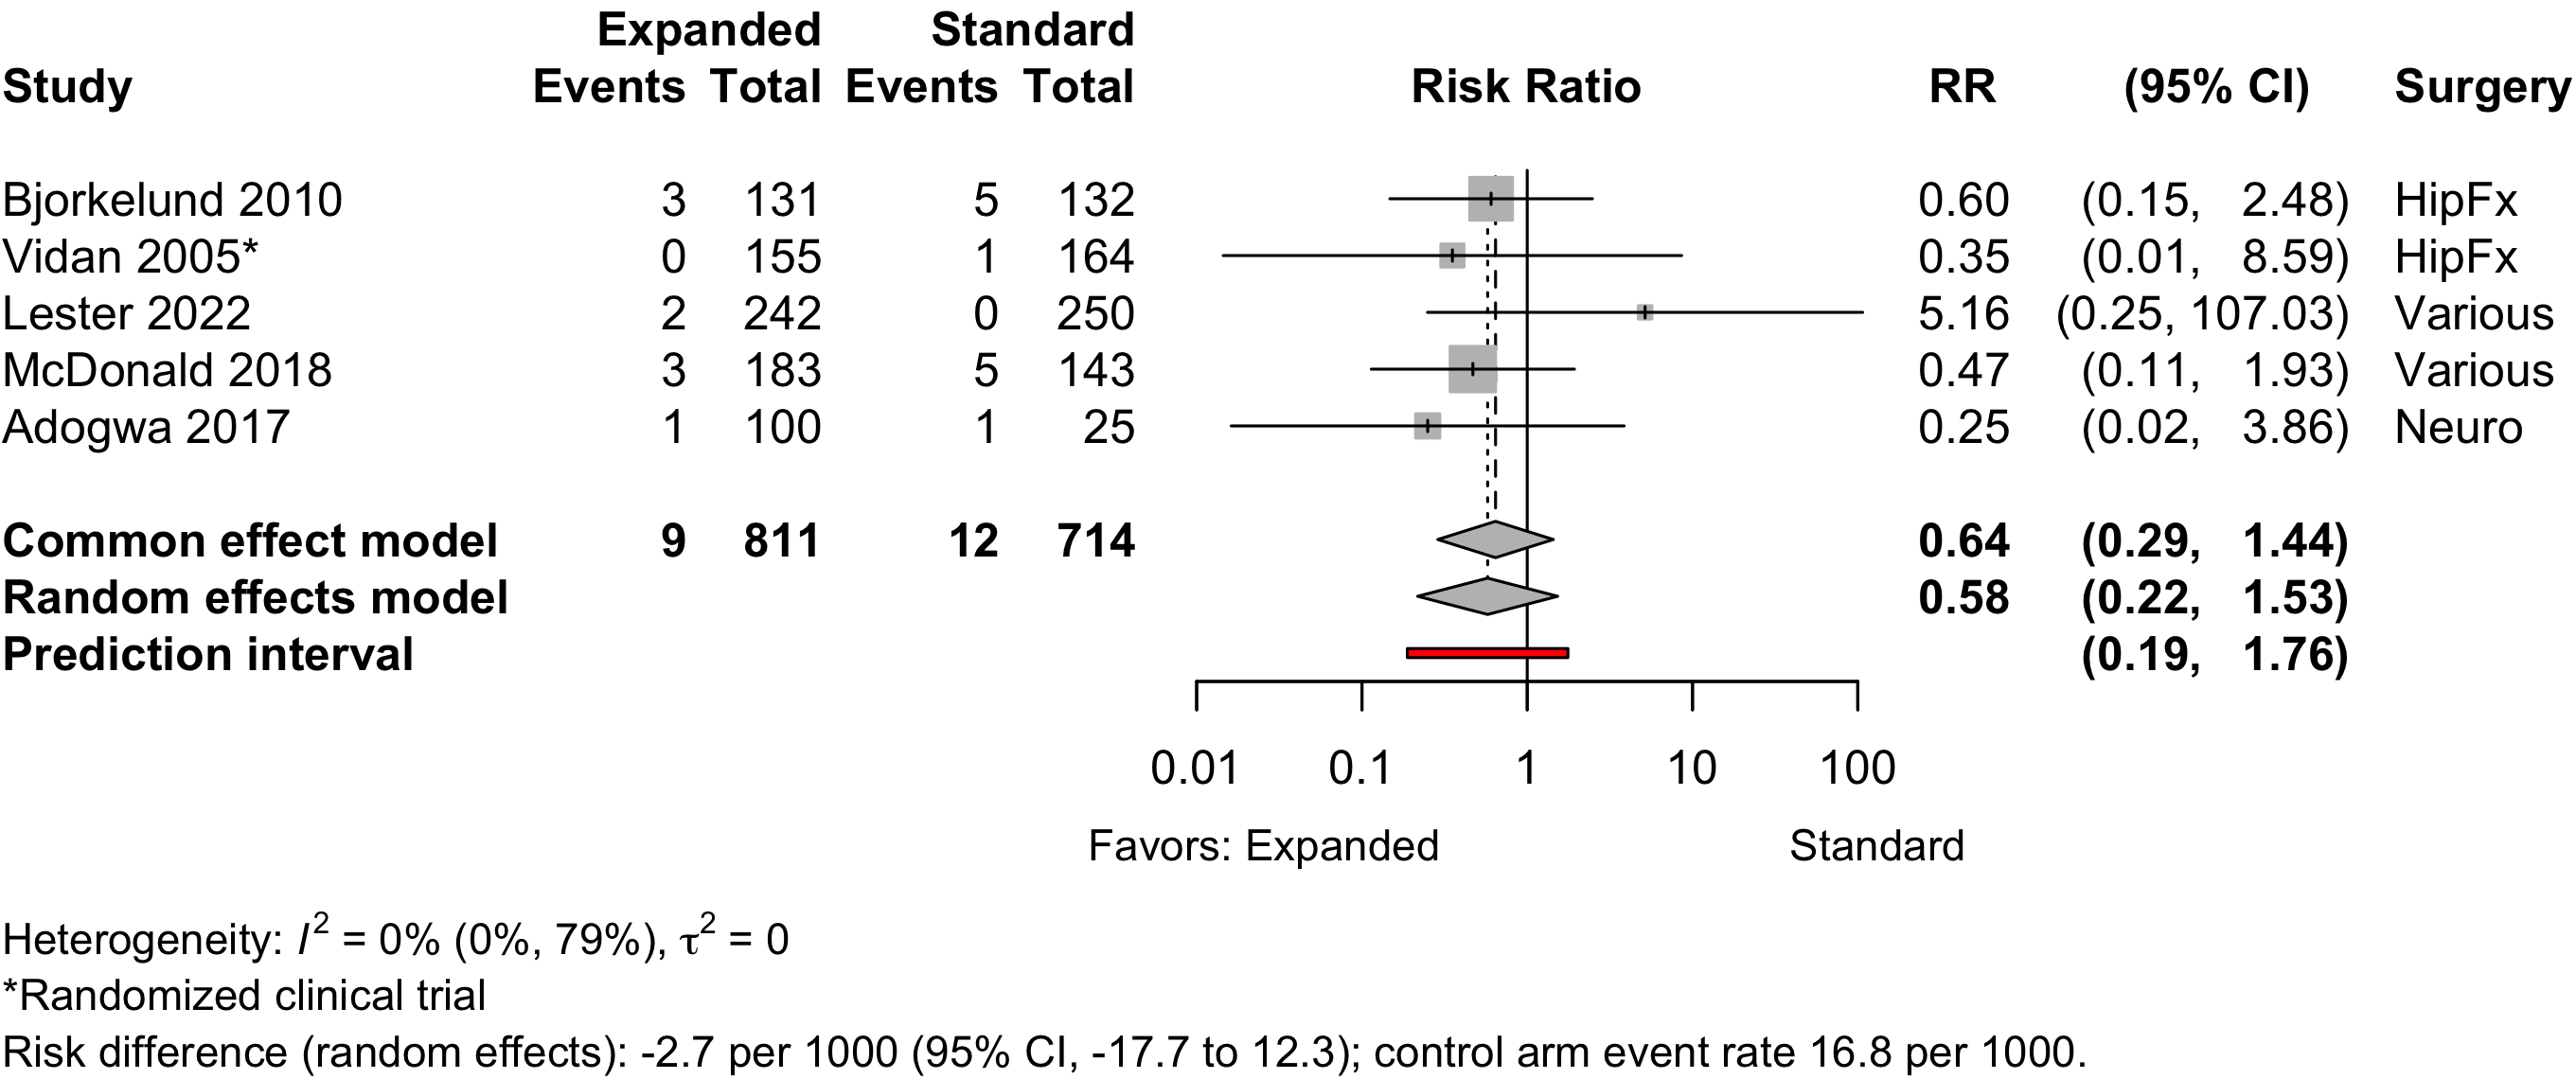 Expanded Standard
Study Events Total Events Total Risk Ratio RR (95% CI) Surgery
Bjorkelund 2010 3 131 5 132 0.60 (0.15, 2.48) HipFx
Vidan 2005* 0 155 1 164 0.35 (0.01, 8.59) HipFx
Lester 2022 2 242 0 250 5.16 (0.25, 107.03) Various
McDonald 2018 3 183 5 143 0.47 (0.11, 1.93) Various
Adogwa 2017 1 100 1 25 0.25 (0.02, 3.86) Neuro
Common effect model 9 811 12 714 0.64 (0.29, 1.44)
Random effects model 0.58 (0.22, 1.53)
Prediction interval (0.19, 1.76)
0.01 0.1 1 10 100
Favors: Expanded Standard
Heterogeneity: I² = 0% (0%, 79%), τ² = 0
*Randomized clinical trial
Risk difference (random effects): -2.7 per 1000 (95% CI, -17.7 to 12.3); control arm event rate 16.8 per 1000.